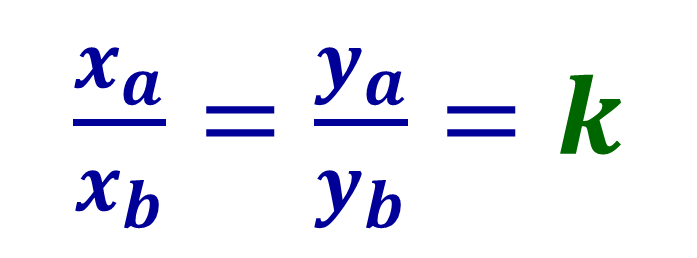 x_a/x_b = y_a/y_b = k